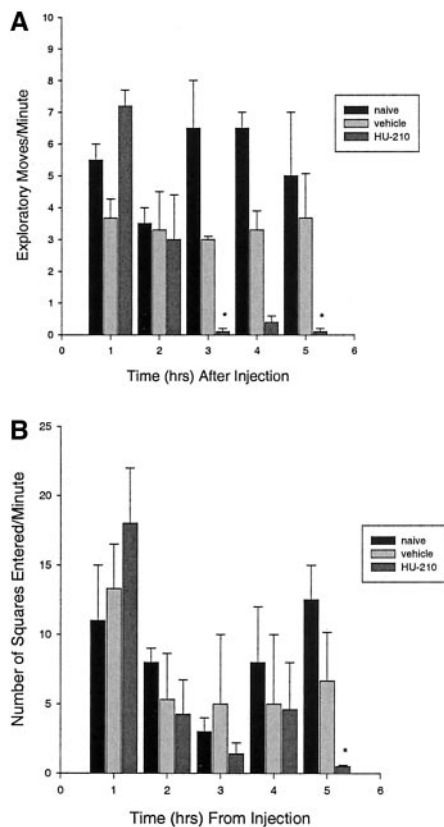 A
10
9
8
7
6
5
4
3
2
1
0
Exploratory Moves/Minute
naive
vehicle
HU-210
*
*
0 1 2 3 4 5 6
Time (hrs) After Injection
B
25
20
15
10
5
0
Number of Squares Entered/Minute
naive
vehicle
HU-210
*
0 1 2 3 4 5 6
Time (hrs) From Injection